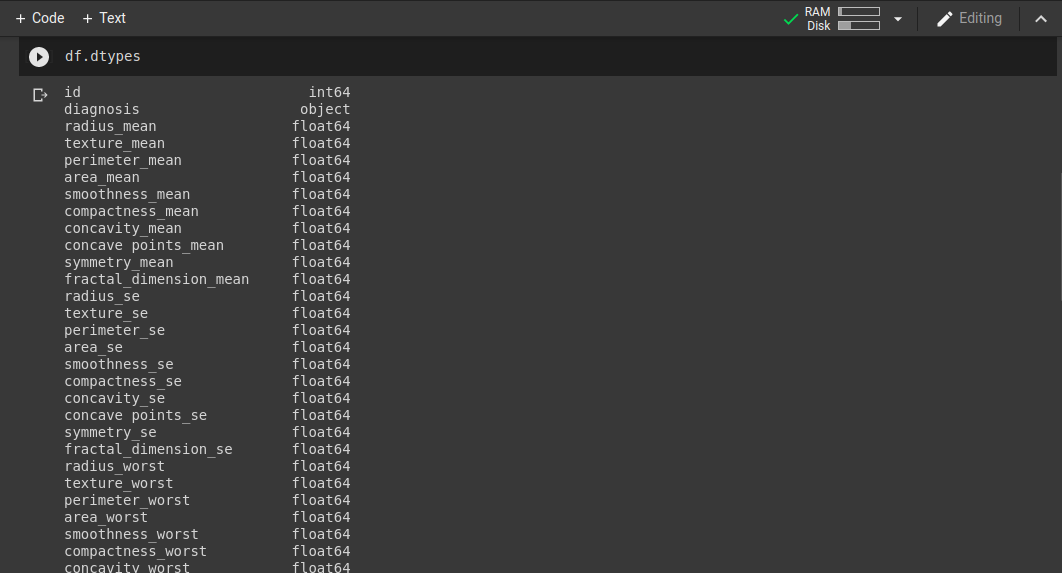 + Code + Text RAM Disk Editing
df.dtypes
id int64
diagnosis object
radius_mean float64
texture_mean float64
perimeter_mean float64
area_mean float64
smoothness_mean float64
compactness_mean float64
concavity_mean float64
concave points_mean float64
symmetry_mean float64
fractal_dimension_mean float64
radius_se float64
texture_se float64
perimeter_se float64
area_se float64
smoothness_se float64
compactness_se float64
concavity_se float64
concave points_se float64
symmetry_se float64
fractal_dimension_se float64
radius_worst float64
texture_worst float64
perimeter_worst float64
area_worst float64
smoothness_worst float64
compactness_worst float64
concavity_worst float64